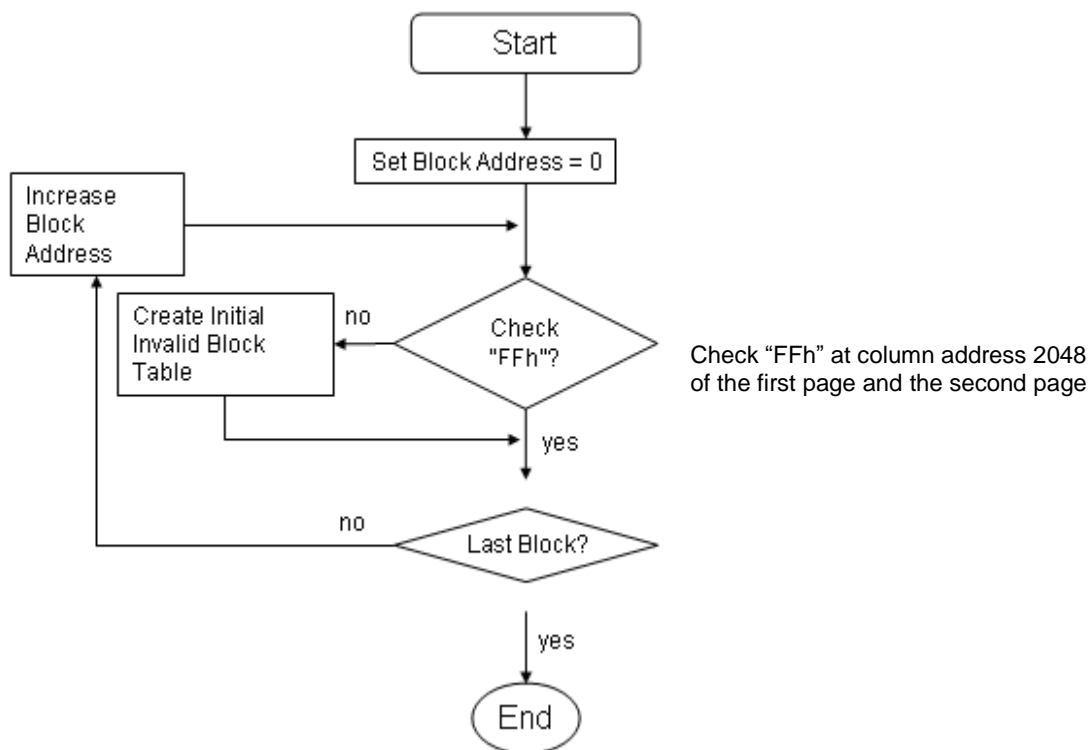 Start
Set Block Address = 0
Increase
Block
Address
Create Initial
Invalid Block
Table
no
Check
"FFh"?
Check “FFh” at column address 2048
of the first page and the second page
yes
no
Last Block?
yes
End